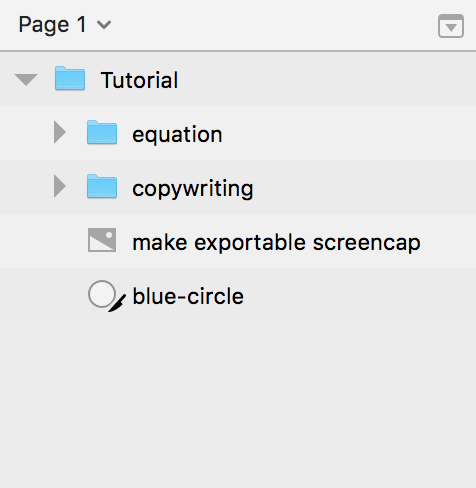 Page 1
Tutorial
equation
copywriting
make exportable screencap
blue-circle